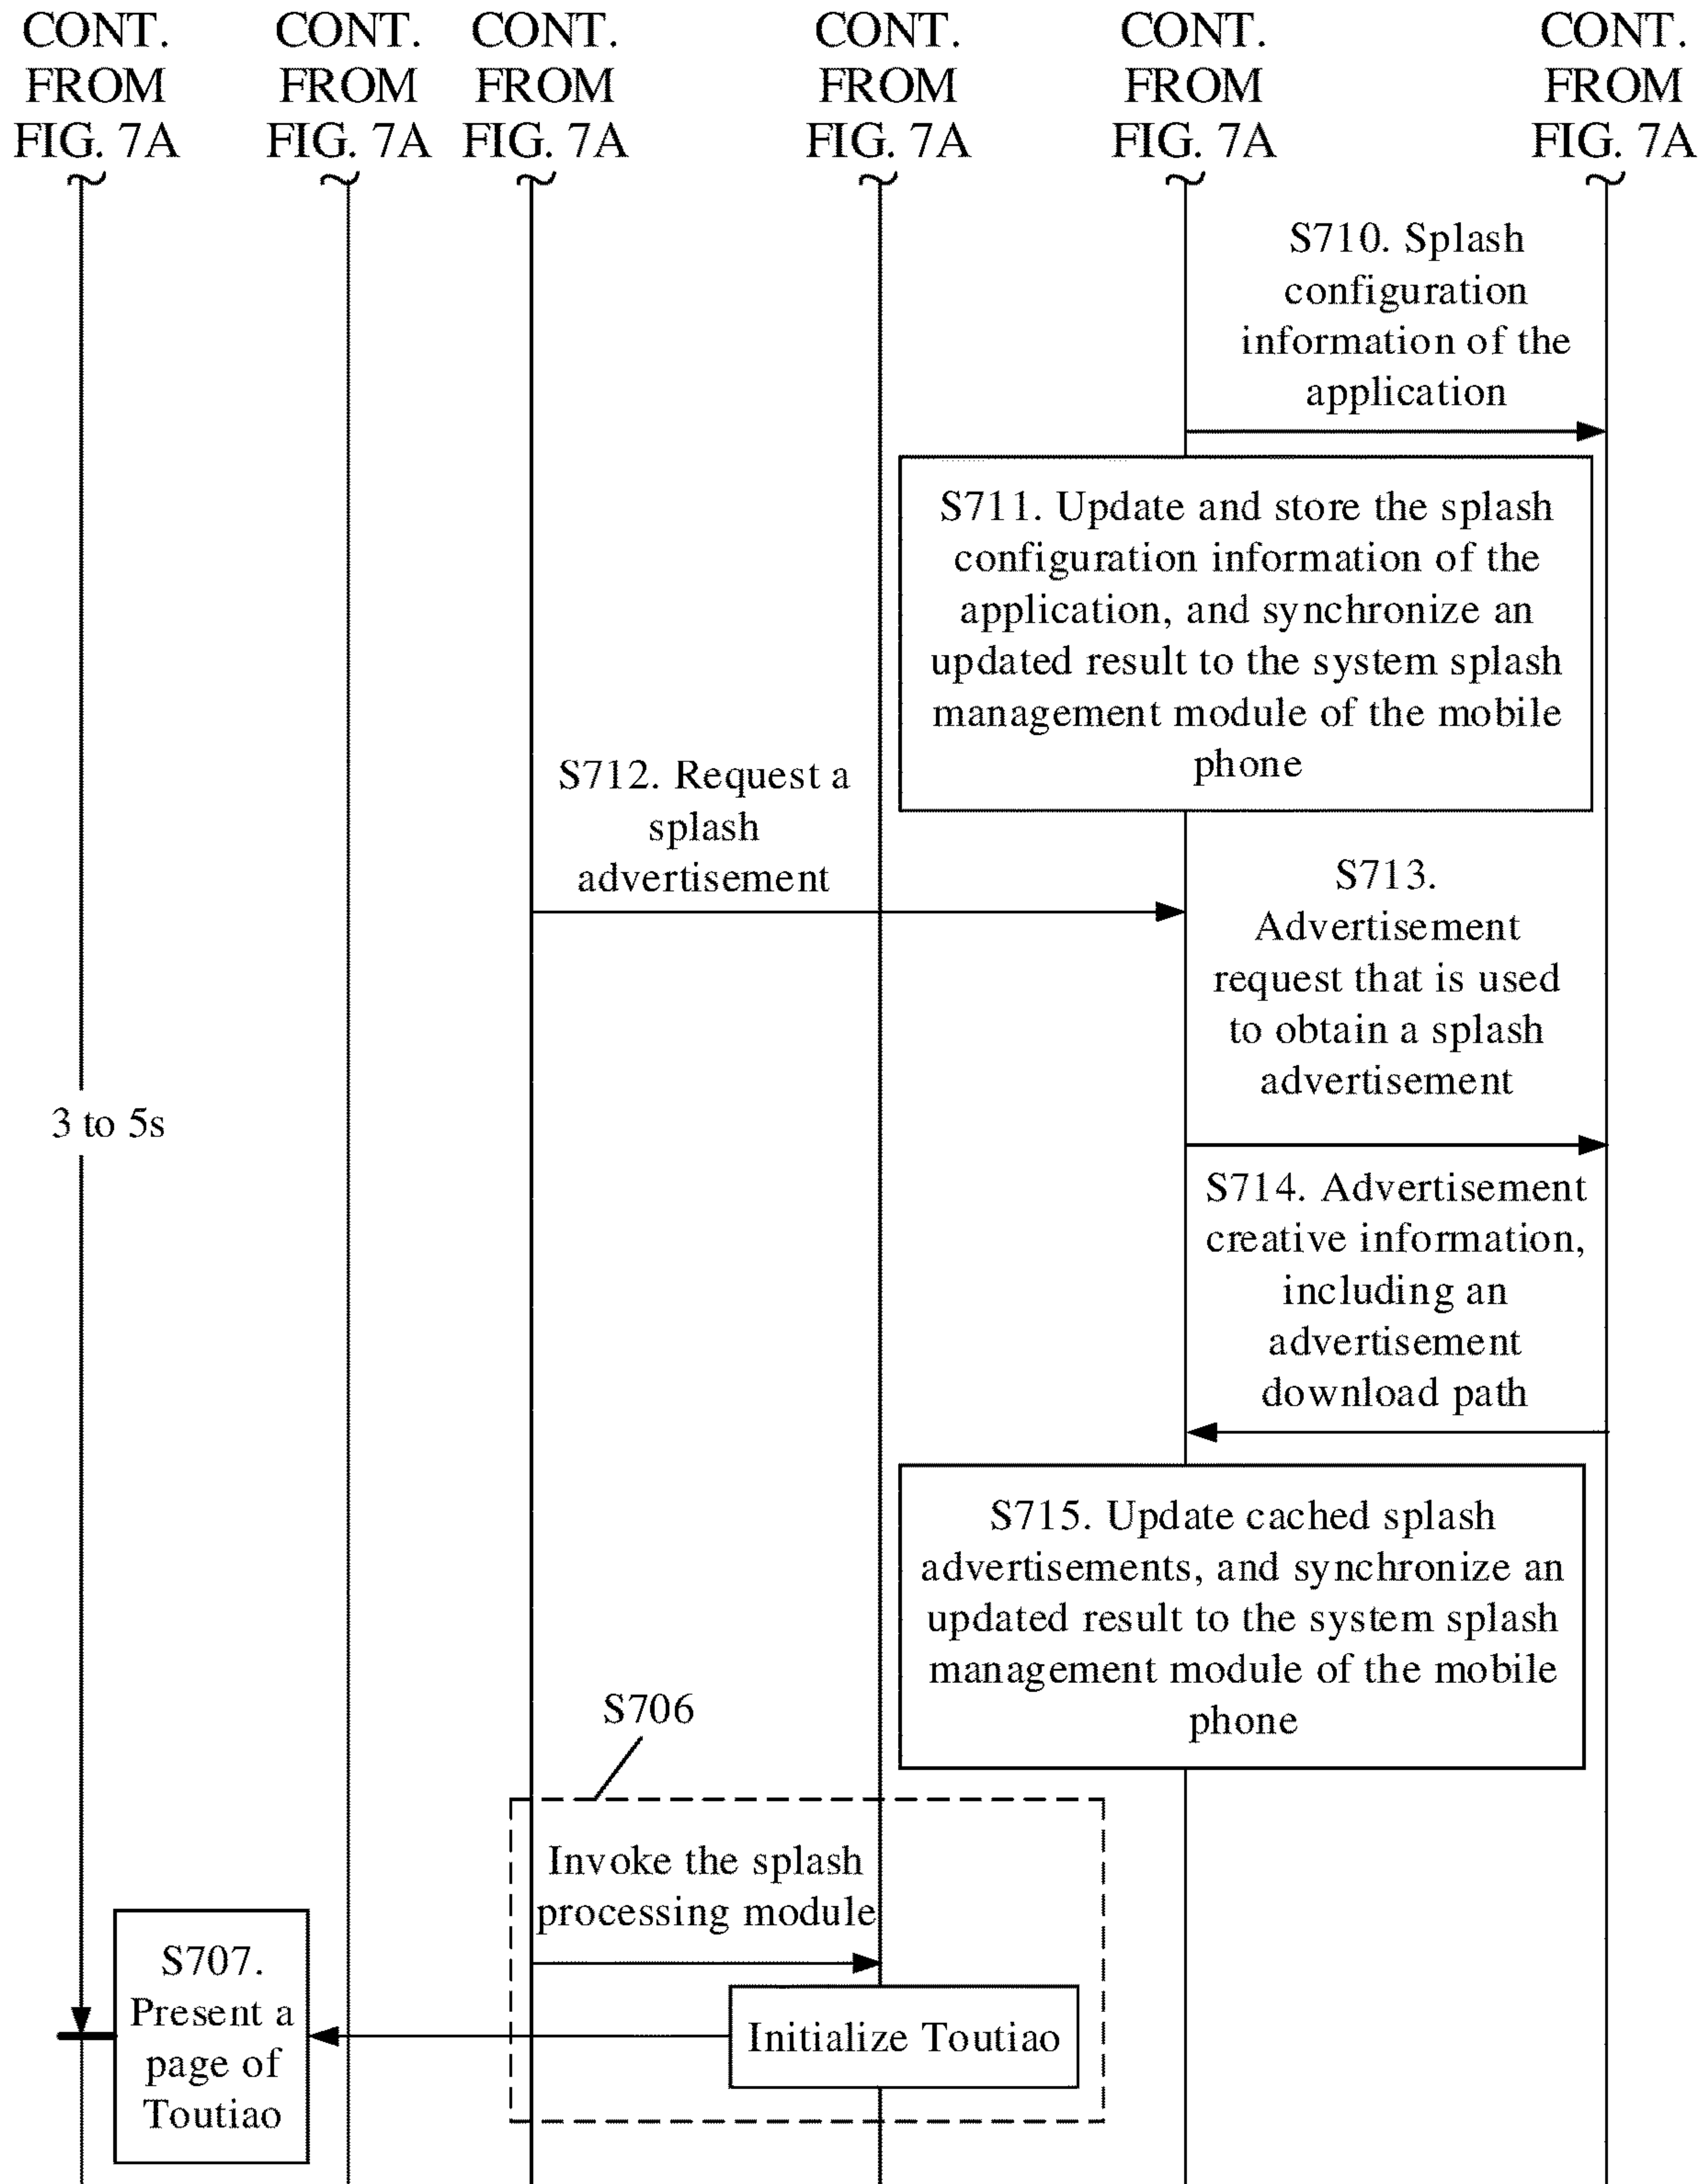 CONT.
FROM
FIG. 7A
CONT.
FROM
FIG. 7A
CONT.
FROM
FIG. 7A
CONT.
FROM
FIG. 7A
CONT.
FROM
FIG. 7A
CONT.
FROM
FIG. 7A
S710. Splash
configuration
information of the
application
S711. Update and store the splash
configuration information of the
application, and synchronize an
updated result to the system splash
management module of the mobile
phone
S712. Request a
splash
advertisement
S713.
Advertisement
request that is used
to obtain a splash
advertisement
3 to 5s
S714. Advertisement
creative information,
including an
advertisement
download path
S715. Update cached splash
advertisements, and synchronize an
updated result to the system splash
management module of the mobile
phone
S706
Invoke the splash
processing module
S707.
Present a
page of
Toutiao
Initialize Toutiao